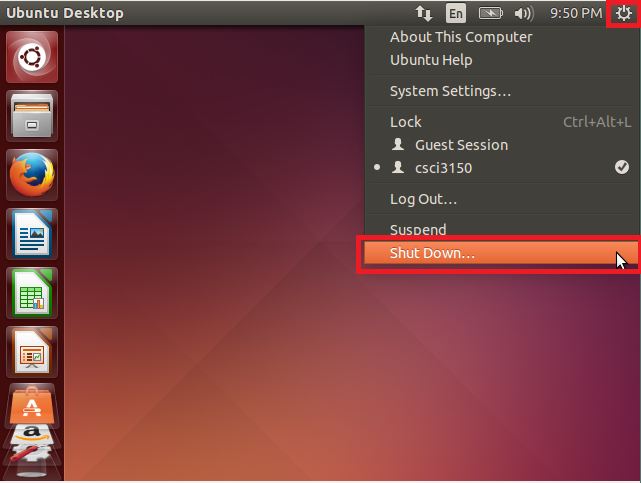 Ubuntu Desktop En 9:50 PM
About This Computer
Ubuntu Help
System Settings...
Lock Ctrl+Alt+L
Guest Session
csci3150
Log Out...
Suspend
Shut Down...
A
a